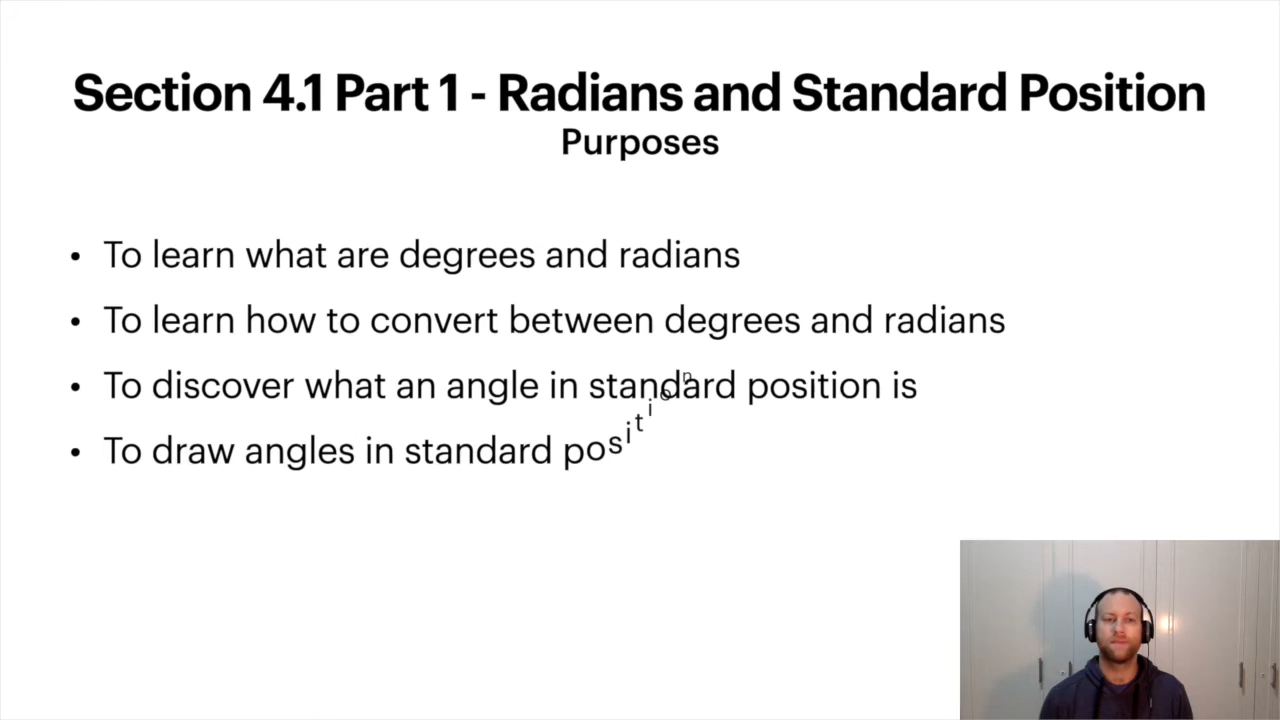 Section 4.1 Part 1 - Radians and Standard Position
Purposes
• To learn what are degrees and radians
• To learn how to convert between degrees and radians
• To discover what an angle in standard position is
• To draw angles in standard position